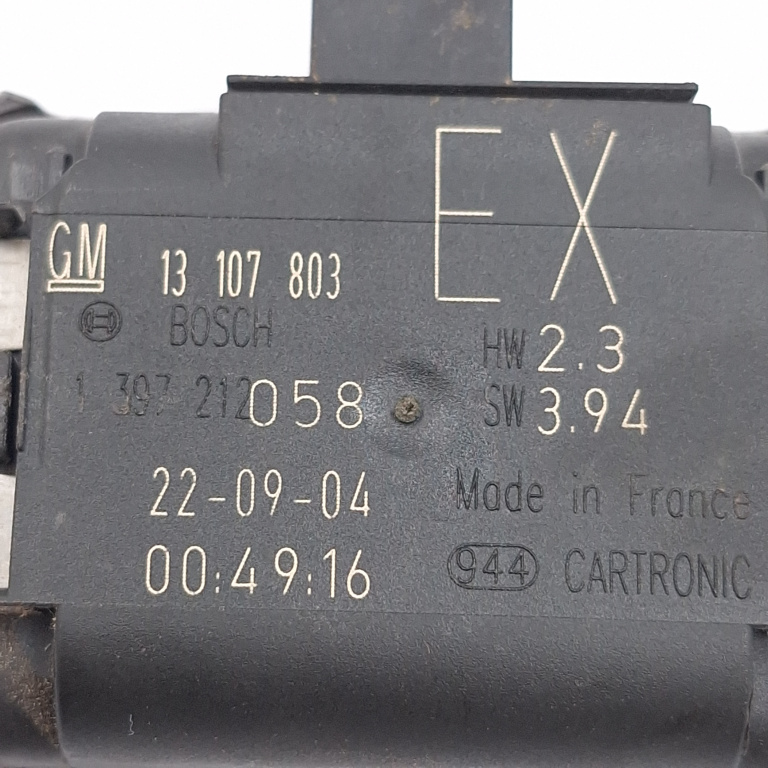 EX
GM 13 107 803
BOSCH
HW 2.3
1 397 212 058
SW 3.94
22-09-04
Made in France
00:49:16
944 CARTRONIC